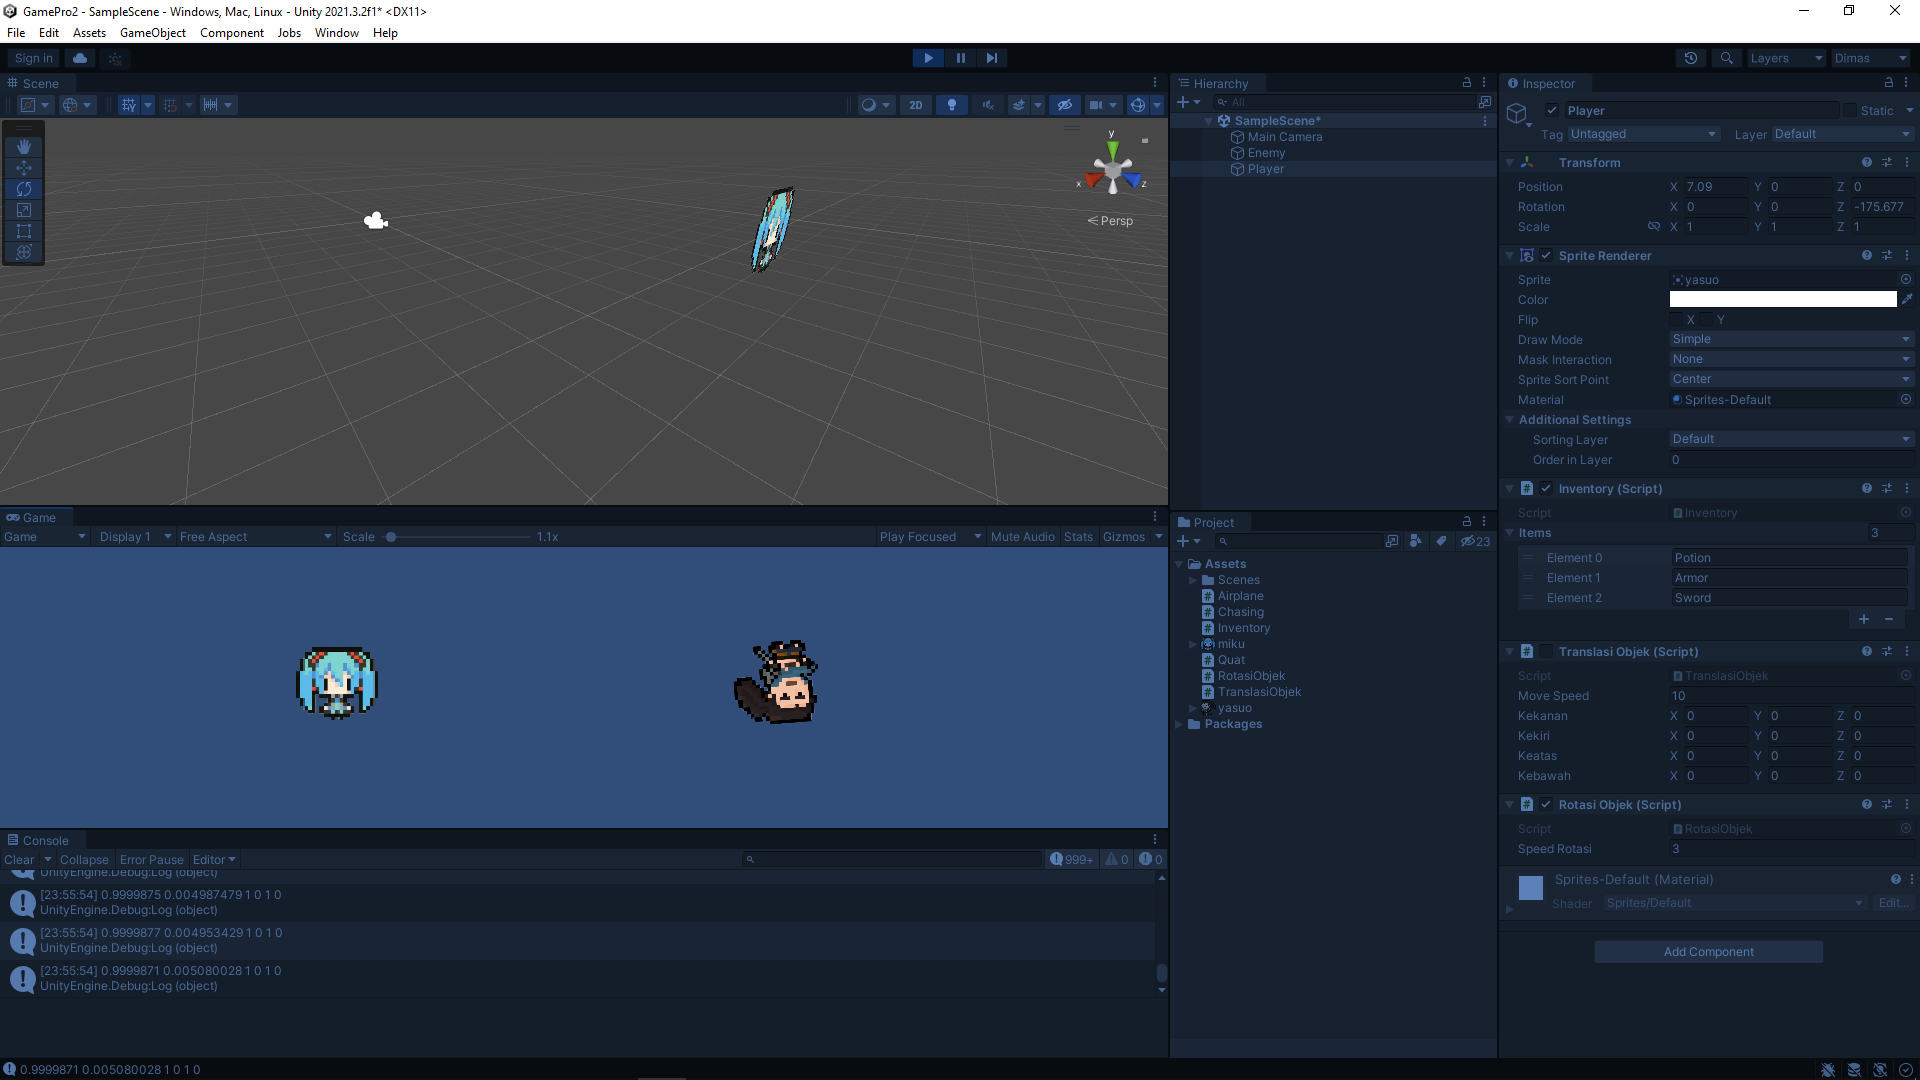 GamePro2 - SampleScene - Windows, Mac, Linux - Unity 2021.3.2f1* <DX11>
File Edit Assets GameObject Component Jobs Window Help
Sign in
Layers
Dimas
Scene
2D
y
x
z
Persp
Game
Game Display 1 Free Aspect Scale 1.1x Play Focused Mute Audio Stats Gizmos
Console
Clear Collapse Error Pause Editor 999+ 0 0
UnityEngine.Debug:Log (object)
[23:55:54] 0.9999875 0.004987479 1 0 1 0
UnityEngine.Debug:Log (object)
[23:55:54] 0.9999877 0.004953429 1 0 1 0
UnityEngine.Debug:Log (object)
[23:55:54] 0.9999871 0.005080028 1 0 1 0
UnityEngine.Debug:Log (object)
0.9999871 0.005080028 1 0 1 0
Hierarchy
All
SampleScene*
Main Camera
Enemy
Player
Project
23
Assets
Scenes
Airplane
Chasing
Inventory
miku
Quat
RotasiObjek
TranslasiObjek
yasuo
Packages
Inspector
Player Static
Tag Untagged Layer Default
Transform
Position X 7.09 Y 0 Z 0
Rotation X 0 Y 0 Z -175.677
Scale X 1 Y 1 Z 1
Sprite Renderer
Sprite yasuo
Color
Flip X Y
Draw Mode Simple
Mask Interaction None
Sprite Sort Point Center
Material Sprites-Default
Additional Settings
Sorting Layer Default
Order in Layer 0
Inventory (Script)
Script Inventory
Items 3
Element 0 Potion
Element 1 Armor
Element 2 Sword
Translasi Objek (Script)
Script TranslasiObjek
Move Speed 10
Kekanan X 0 Y 0 Z 0
Kekiri X 0 Y 0 Z 0
Keatas X 0 Y 0 Z 0
Kebawah X 0 Y 0 Z 0
Rotasi Objek (Script)
Script RotasiObjek
Speed Rotasi 3
Sprites-Default (Material)
Shader Sprites/Default Edit...
Add Component